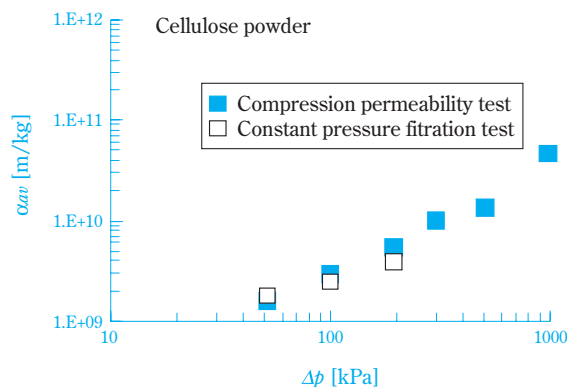 Cellulose powder
1.E+12
1.E+11
1.E+10
1.E+09
αav [m/kg]
Compression permeability test
Constant pressure fitration test
10
100
1000
Δp [kPa]